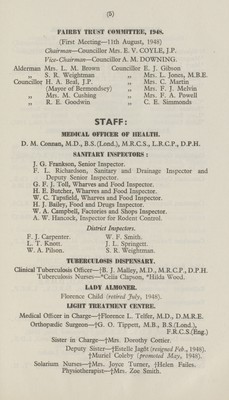 (5)
FAIRBY TRUST COMMITTEE, 1948.
(First Meeting—11th August, 1948)
Chairman—Councillor Mrs. E. V. COYLE, J.P.
Vice-Chairman—Councillor A. M. DOWNING.
Alderman Mrs. L. M. Brown Councillor E. J. Gibson
„ S. R. Weightman „ Mrs. L. Jones, M.B.E.
Councillor H. A. Beal, J.P. „ Mrs. C. Martin
(Mayor of Bermondsey) „ Mrs. F. J. Melvin
„ Mrs. M. Cushing „ Mrs. F. A. Powell
„ R. E. Goodwin „ C. E. Simmonds
STAFF:
MEDICAL OFFICER OF HEALTH.
D. M. Connan, M.D., B.S. (Lond.), M.R.C.S., L.R.C.P., D.P.H.
SANITARY INSPECTORS :
J. G. Frankson, Senior Inspector.
F. L. Richardson, Sanitary and Drainage Inspector and
Deputy Senior Inspector.
G. F. J. Toll, Wharves and Food Inspector.
H. E. Butcher, Wharves and Food Inspector.
W. C. Tapsfield, Wharves and Food Inspector.
H. J. Bailey, Food and Drugs Inspector.
W. A. Campbell, Factories and Shops Inspector.
A. W. Hancock, Inspector for Rodent Control.
District Inspectors.
F. J. Carpenter. W. F. Smith.
L. T. Knott. J. L. Springett.
W. A. Pilson. S. R. Weightman.
TUBERCULOSIS DISPENSARY.
Clinical Tuberculosis Officer—‡B. J. Malley, M.D., M.R.C.P., D.P.H.
Tuberculosis Nurses—*Celia Clapson, *Hilda Wood.
LADY ALMONER.
Florence Child (retired July, 1948).
LIGHT TREATMENT CENTRE.
Medical Officer in Charge—‡Florence L. Telfer, M.D., D.M.R.E.
Orthopædic Surgeon—†G. O. Tippett, M.B., B.S.(Lond.),
F.R.C.S.(Eng.)
Sister in Charge—†Mrs. Dorothy Cottier.
Deputy Sister—†Estelle Jaght (resigned Feb., 1948).
†Muriel Coleby (promoted May, 1948).
Solarium Nurses—†Mrs. Joyce Turner, †Helen Failes.
Physiotherapist—†Mrs. Zoe Smith.